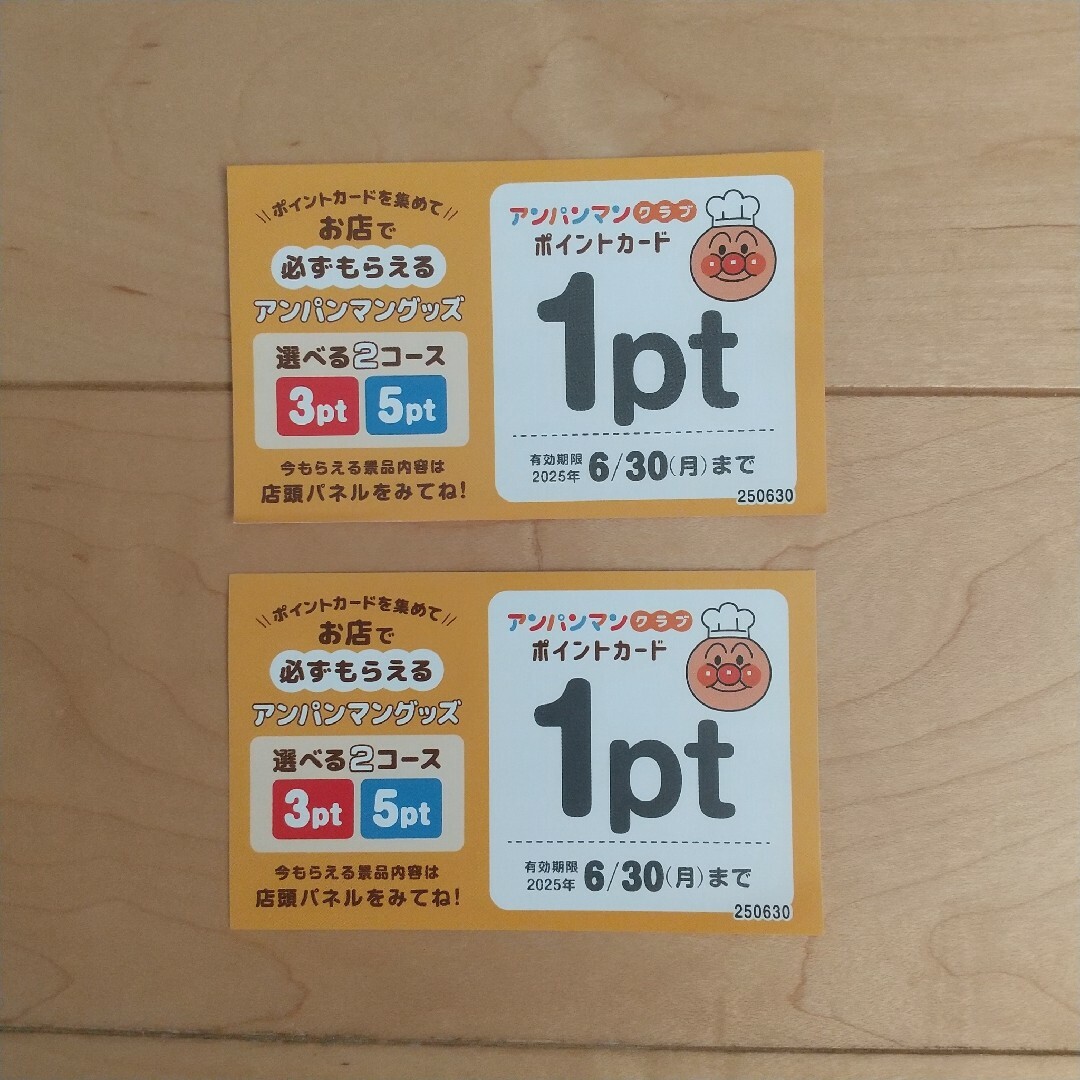 ポイントカードを集めて
お店で
必ずもらえる
アンパンマングッズ
選べる2コース
3pt 5pt
今もらえる景品内容は
店頭パネルをみてね!
アンパンマンクラブ
ポイントカード
1pt
有効期限
2025年 6/30(月)まで
250630
ポイントカードを集めて
お店で
必ずもらえる
アンパンマングッズ
選べる2コース
3pt 5pt
今もらえる景品内容は
店頭パネルをみてね!
アンパンマンクラブ
ポイントカード
1pt
有効期限
2025年 6/30(月)まで
250630